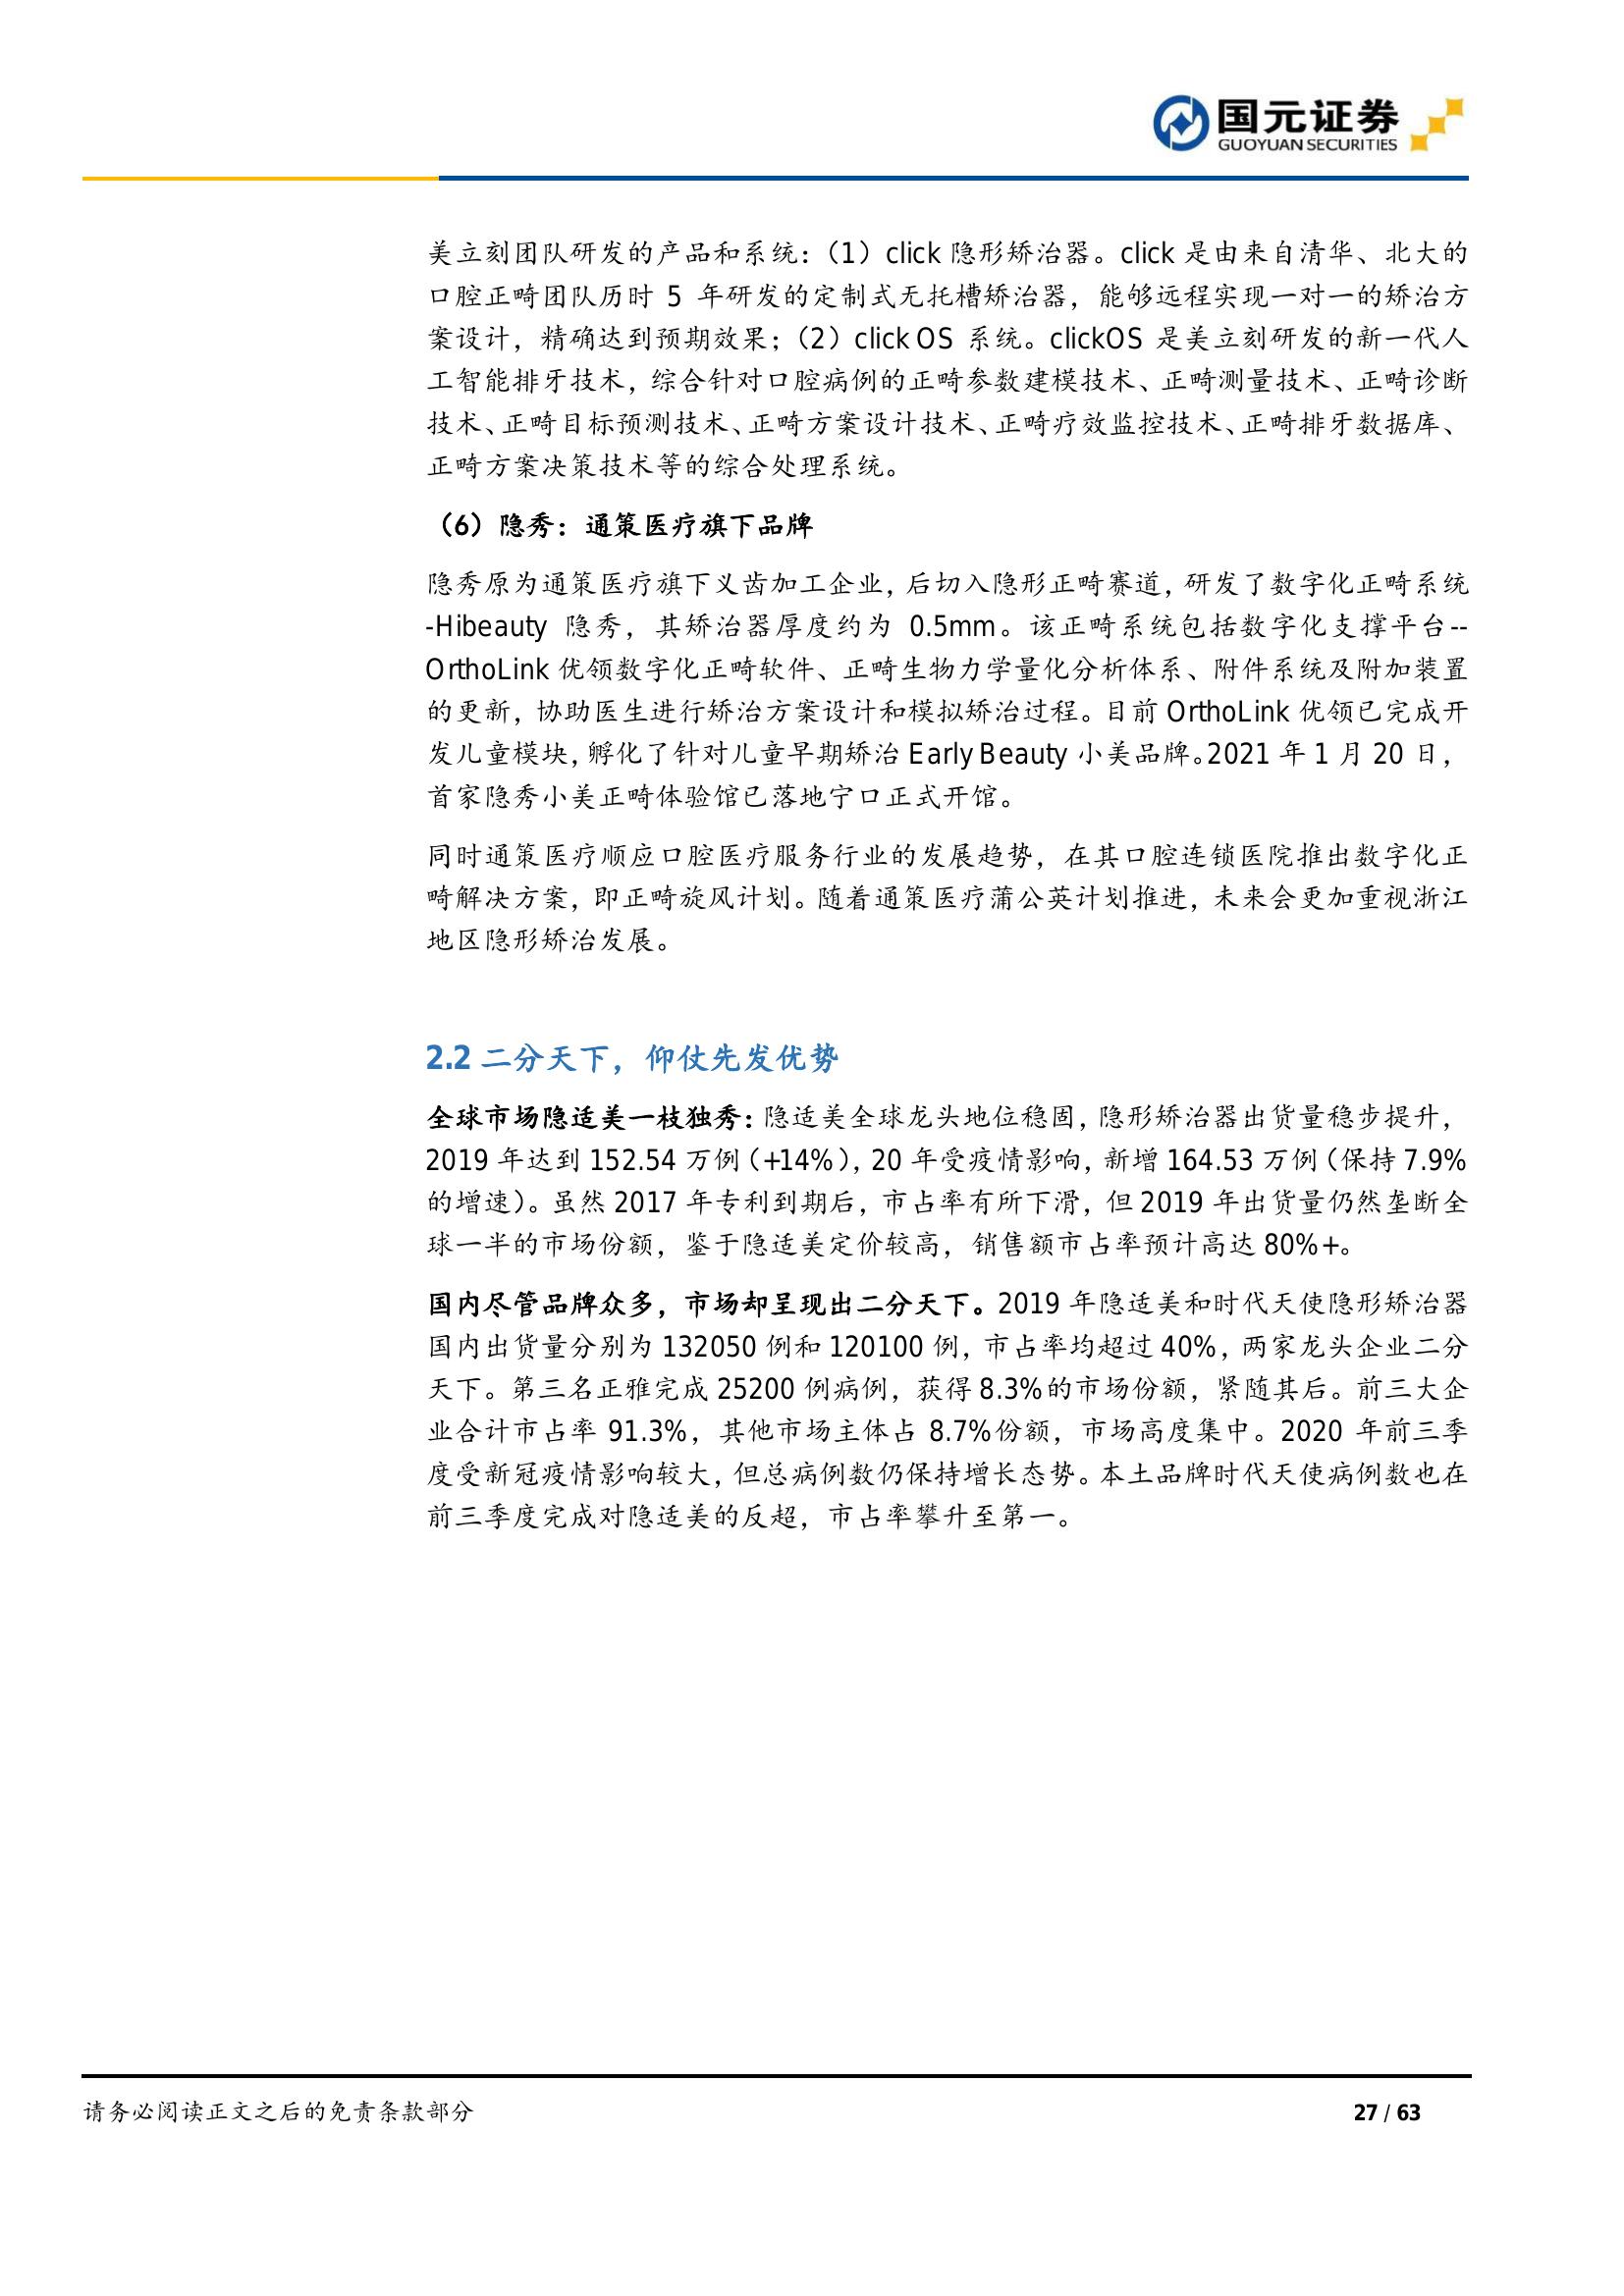 国元证券
GUOYUAN SECURITIES
美立刻团队研发的产品和系统：（1）click 隐形矫治器。click 是由来自清华、北大的
口腔正畸团队历时 5 年研发的定制式无托槽矫治器，能够远程实现一对一的矫治方
案设计，精确达到预期效果；（2）click OS 系统。clickOS 是美立刻研发的新一代人
工智能排牙技术，综合针对口腔病例的正畸参数建模技术、正畸测量技术、正畸诊断
技术、正畸目标预测技术、正畸方案设计技术、正畸疗效监控技术、正畸排牙数据库、
正畸方案决策技术等的综合处理系统。
（6）隐秀：通策医疗旗下品牌
隐秀原为通策医疗旗下义齿加工企业，后切入隐形正畸赛道，研发了数字化正畸系统
-Hibeauty 隐秀，其矫治器厚度约为 0.5mm。该正畸系统包括数字化支撑平台--
OrthoLink 优领数字化正畸软件、正畸生物力学量化分析体系、附件系统及附加装置
的更新，协助医生进行矫治方案设计和模拟矫治过程。目前 OrthoLink 优领已完成开
发儿童模块，孵化了针对儿童早期矫治 Early Beauty 小美品牌。2021 年 1 月 20 日，
首家隐秀小美正畸体验馆已落地宁口正式开馆。
同时通策医疗顺应口腔医疗服务行业的发展趋势，在其口腔连锁医院推出数字化正
畸解决方案，即正畸旋风计划。随着通策医疗蒲公英计划推进，未来会更加重视浙江
地区隐形矫治发展。
2.2 二分天下，仰仗先发优势
全球市场隐适美一枝独秀：隐适美全球龙头地位稳固，隐形矫治器出货量稳步提升，
2019 年达到 152.54 万例（+14%），20 年受疫情影响，新增 164.53 万例（保持 7.9%
的增速）。虽然 2017 年专利到期后，市占率有所下滑，但 2019 年出货量仍然垄断全
球一半的市场份额，鉴于隐适美定价较高，销售额市占率预计高达 80%+。
国内尽管品牌众多，市场却呈现出二分天下。2019 年隐适美和时代天使隐形矫治器
国内出货量分别为 132050 例和 120100 例，市占率均超过 40%，两家龙头企业二分
天下。第三名正雅完成 25200 例病例，获得 8.3%的市场份额，紧随其后。前三大企
业合计市占率 91.3%，其他市场主体占 8.7%份额，市场高度集中。2020 年前三季
度受新冠疫情影响较大，但总病例数仍保持增长态势。本土品牌时代天使病例数也在
前三季度完成对隐适美的反超，市占率攀升至第一。
请务必阅读正文之后的免责条款部分
27 / 63